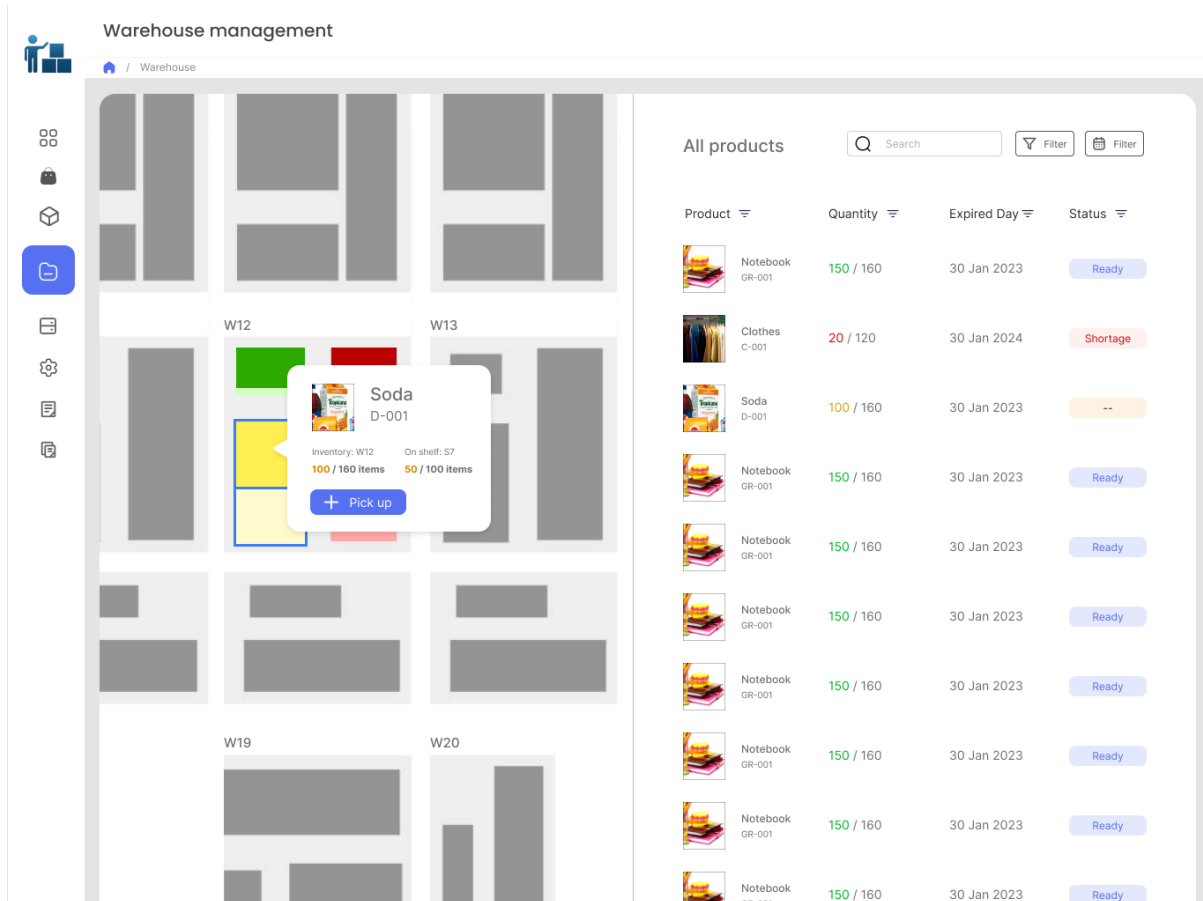 Warehouse management
/ Warehouse
W12
W13
Soda
D-001
Inventory: W12 On shelf: S7
100 / 160 items 50 / 100 items
+ Pick up
W19
W20
All products
Search
Filter
Filter
Product Quantity Expired Day Status
Notebook
GR-001
150 / 160 30 Jan 2023 Ready
Clothes
C-001
20 / 120 30 Jan 2024 Shortage
Soda
D-001
100 / 160 30 Jan 2023 --
Notebook
GR-001
150 / 160 30 Jan 2023 Ready
Notebook
GR-001
150 / 160 30 Jan 2023 Ready
Notebook
GR-001
150 / 160 30 Jan 2023 Ready
Notebook
GR-001
150 / 160 30 Jan 2023 Ready
Notebook
GR-001
150 / 160 30 Jan 2023 Ready
Notebook
GR-001
150 / 160 30 Jan 2023 Ready
Notebook
150 / 160 30 Jan 2023 Ready